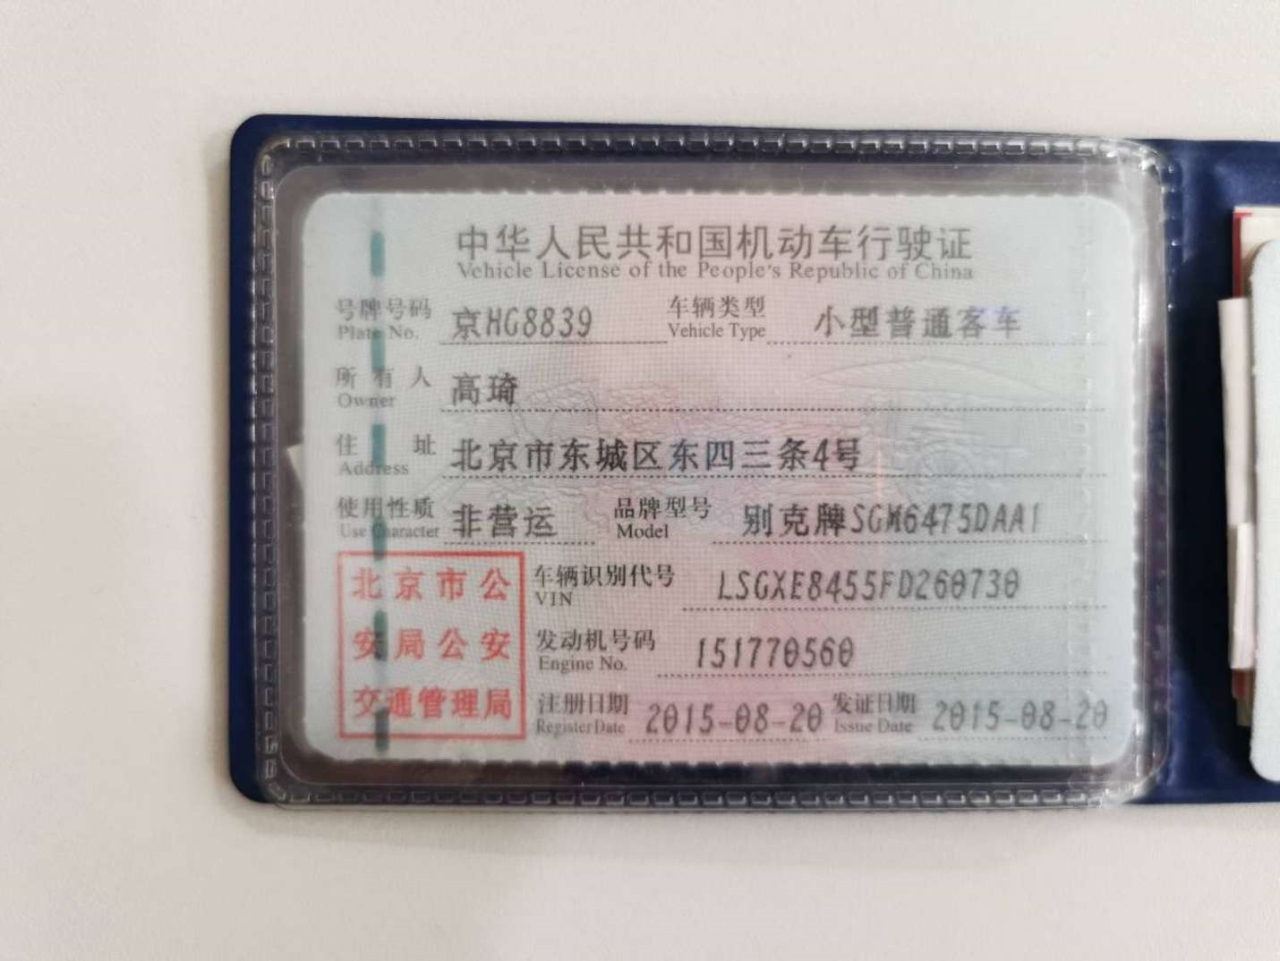 中华人民共和国机动车行驶证
Vehicle License of the People's Republic of China
号牌号码 京HG8839 车辆类型 小型普通客车
Plate No. Vehicle Type
所有人 高琦
Owner
住址 北京市东城区东四三条4号
Address
使用性质 非营运 品牌型号 别克牌SGM6475DAA1
Use Character Model
北京市公
安局公安
交通管理局
车辆识别代号 LSGXE8455FD260730
VIN
发动机号码 151770560
Engine No.
注册日期 2015-08-20 发证日期 2015-08-20
Register Date Issue Date